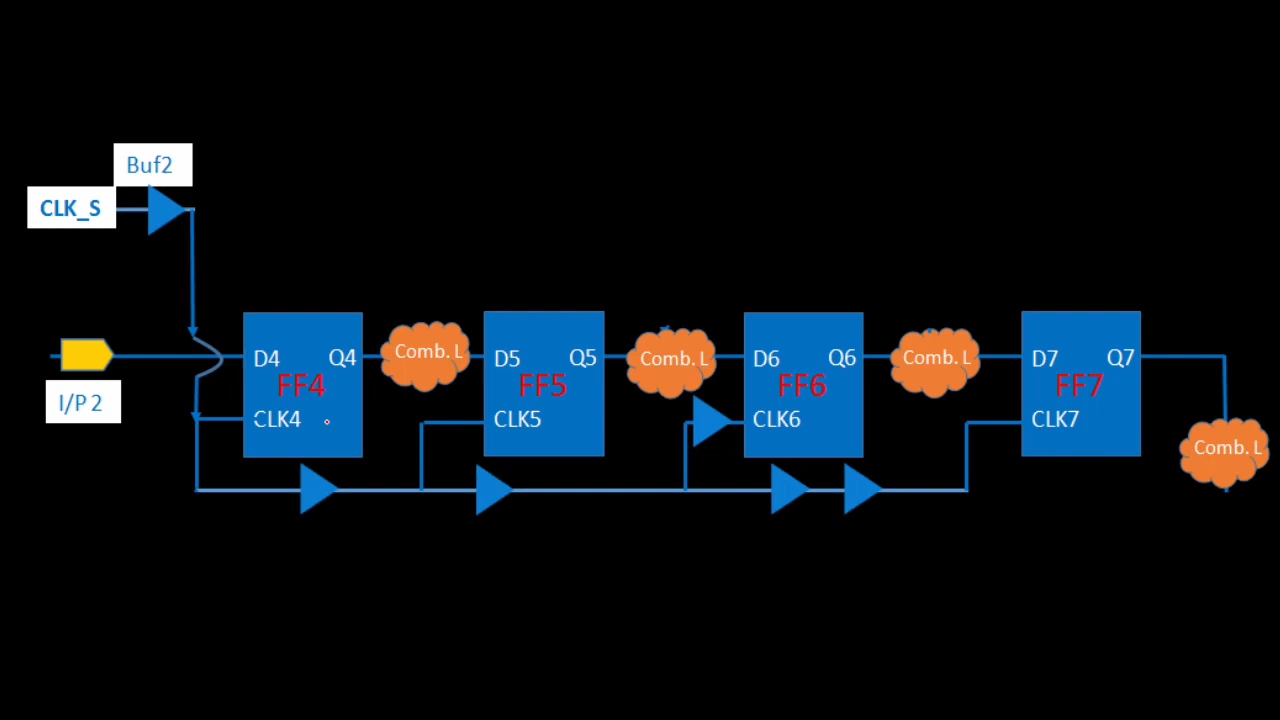 Buf2
CLK_S
I/P 2
D4
Q4
FF4
CLK4
Comb. L
D5
Q5
FF5
CLK5
Comb. L
D6
Q6
FF6
CLK6
Comb. L
D7
Q7
FF7
CLK7
Comb. L